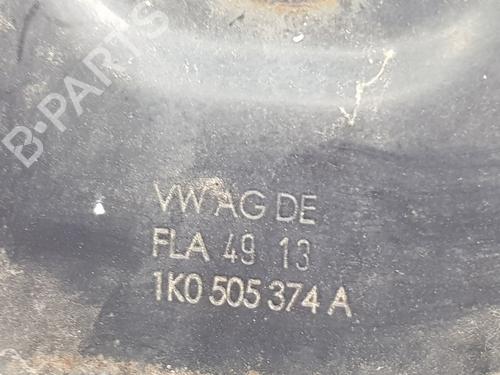 B-PARTS
VW AG DE
FLA 49 13
1K0 505 374 A